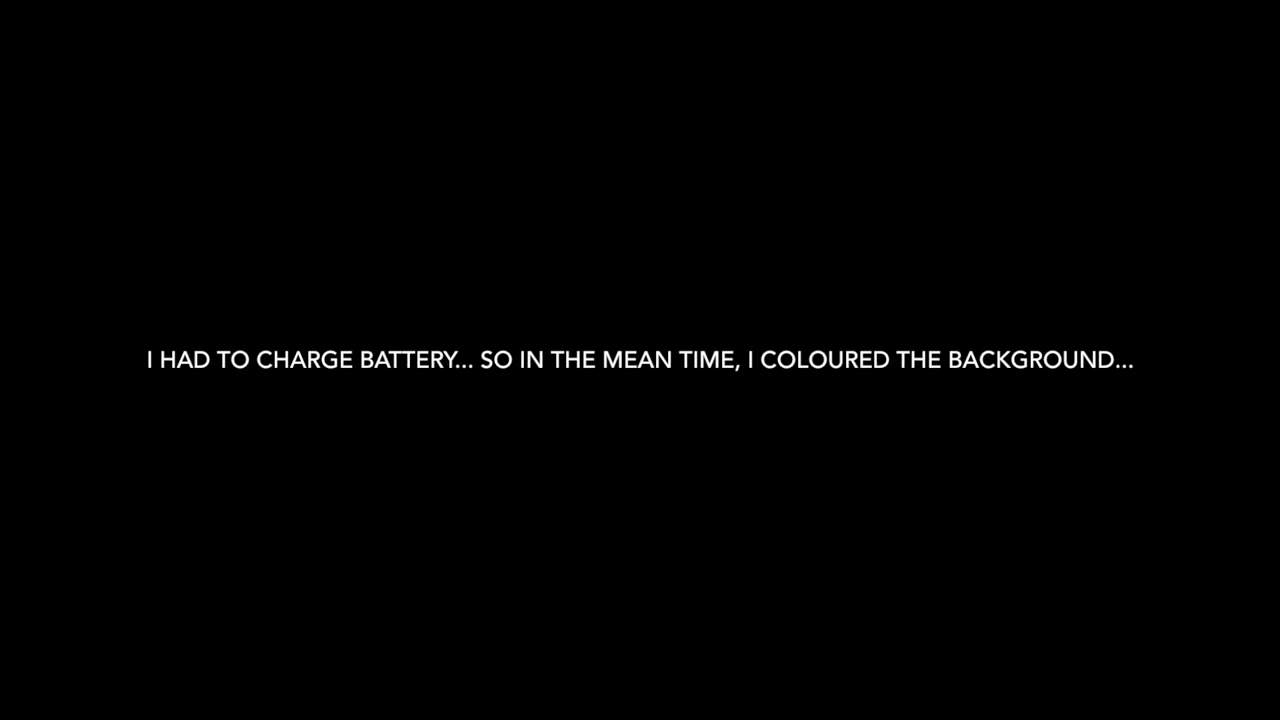 I HAD TO CHARGE BATTERY... SO IN THE MEAN TIME, I COLOURED THE BACKGROUND...